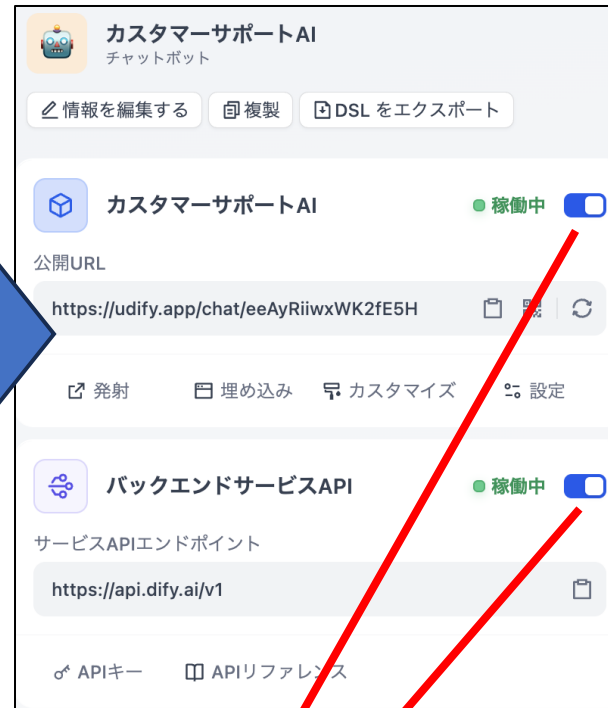 カスタマーサポートAI
チャットボット
情報を編集する 複製 DSL をエクスポート
カスタマーサポートAI 稼働中
公開URL
https://udify.app/chat/eeAyRiiwxWK2fE5H
発射 埋め込み カスタマイズ 設定
バックエンドサービスAPI 稼働中
サービスAPIエンドポイント
https://api.dify.ai/v1
APIキー APIリファレンス